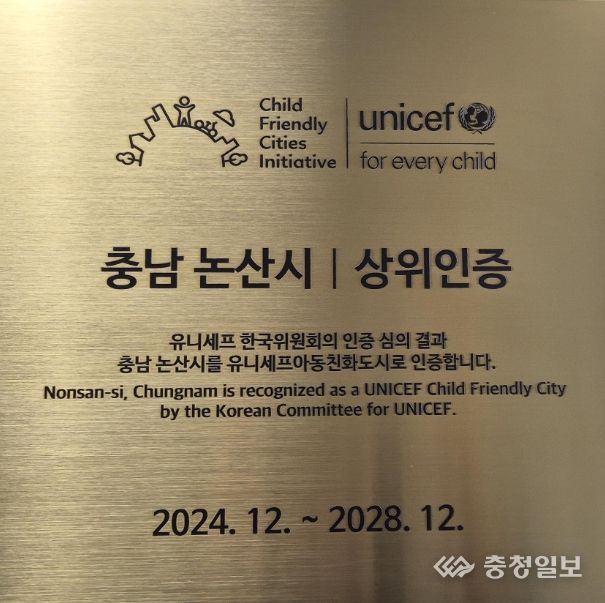 Child
Friendly
Cities
Initiative
unicef
for every child
충남 논산시 | 상위인증
유니세프 한국위원회의 인증 심의 결과
충남 논산시를 유니세프아동친화도시로 인증합니다.
Nonsan-si, Chungnam is recognized as a UNICEF Child Friendly City
by the Korean Committee for UNICEF.
2024. 12. ~ 2028. 12.
충청일보